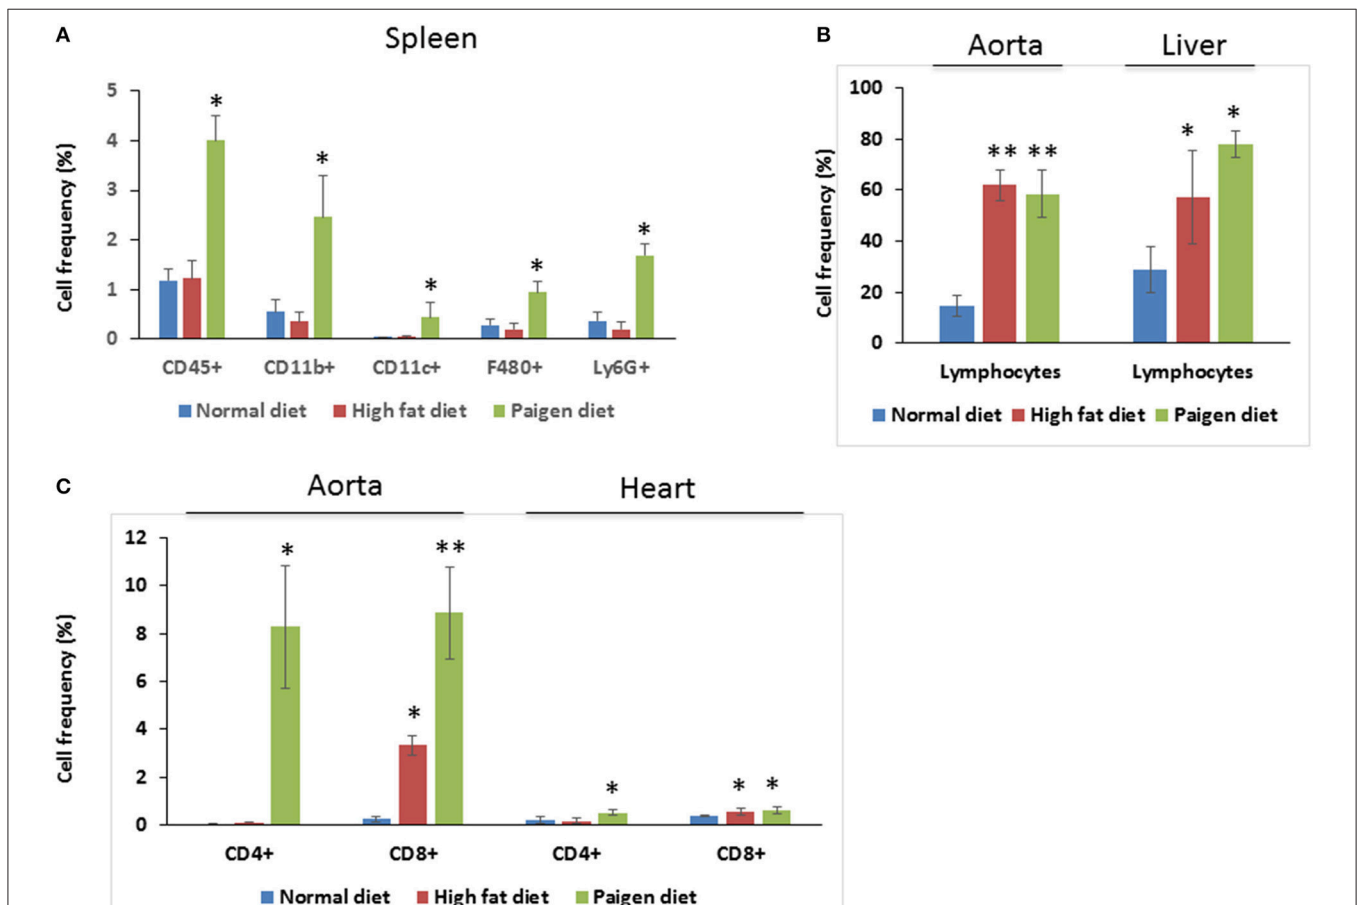 A
Spleen
5
4
3
2
1
0
Cell frequency (%)
*
*
*
*
*
CD45+ CD11b+ CD11c+ F480+ Ly6G+
Normal diet High fat diet Paigen diet
B
Aorta Liver
100
80
60
40
20
0
Cell frequency (%)
** ** * *
Lymphocytes Lymphocytes
Normal diet High fat diet Paigen diet
C
Aorta Heart
12
10
8
6
4
2
0
Cell frequency (%)
* * ** * * *
CD4+ CD8+ CD4+ CD8+
Normal diet High fat diet Paigen diet